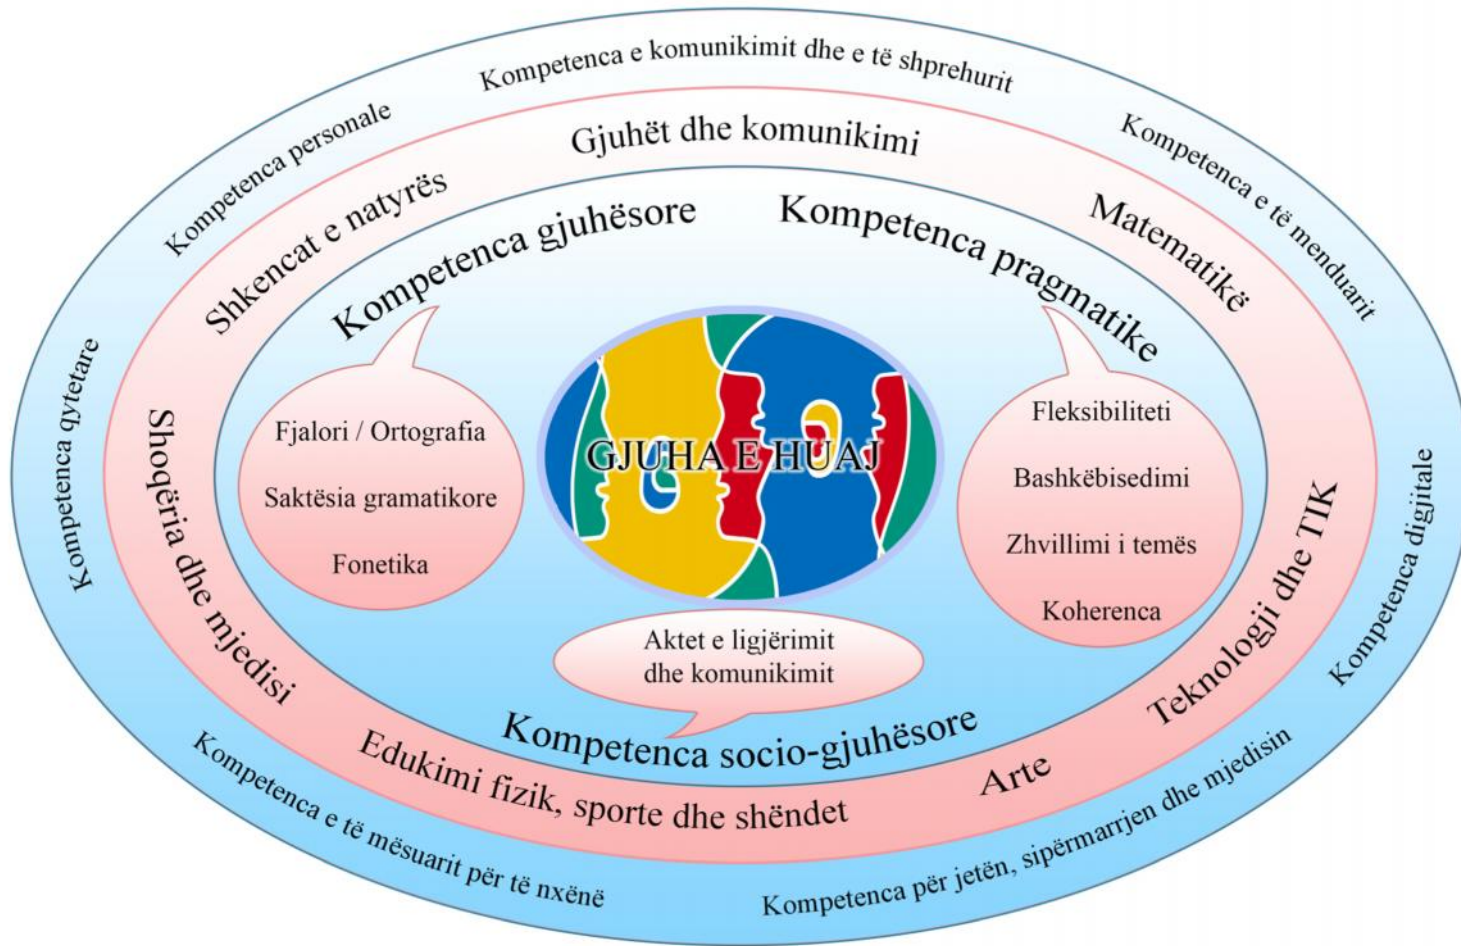 Kompetenca e komunikimit dhe e të shprehurit
Kompetenca personale
Kompetenca e të menduarit
Kompetenca qytetare
Kompetenca digjitale
Kompetenca e të mësuarit për të nxënë
Kompetenca për jetën, sipërmarrjen dhe mjedisin
Gjuhët dhe komunikimi
Shkencat e natyrës
Matematikë
Shoqëria dhe mjedisi
Teknologji dhe TIK
Edukimi fizik, sporte dhe shëndet
Arte
Kompetenca gjuhësore
Fjalori / Ortografia
Saktësia gramatikore
Fonetika
Kompetenca pragmatike
Fleksibiliteti
Bashkëbisedimi
Zhvillimi i temës
Koherenca
GJUHA E HUAJ
Aktet e ligjërimit
dhe komunikimit
Kompetenca socio-gjuhësore